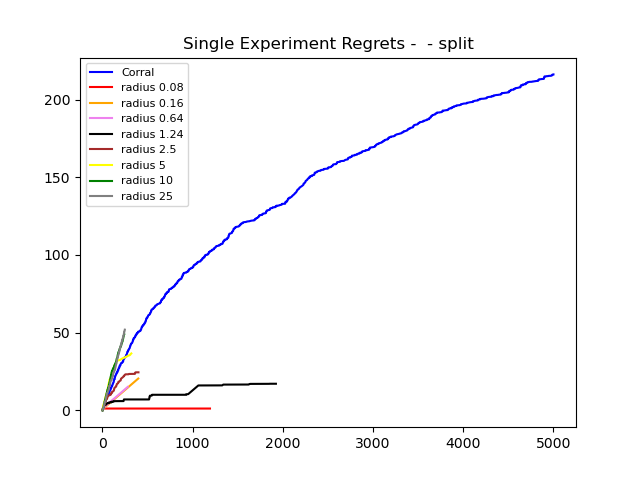 Single Experiment Regrets -  - split
Corral
radius 0.08
radius 0.16
radius 0.64
radius 1.24
radius 2.5
radius 5
radius 10
radius 25
200
150
100
50
0
0 1000 2000 3000 4000 5000